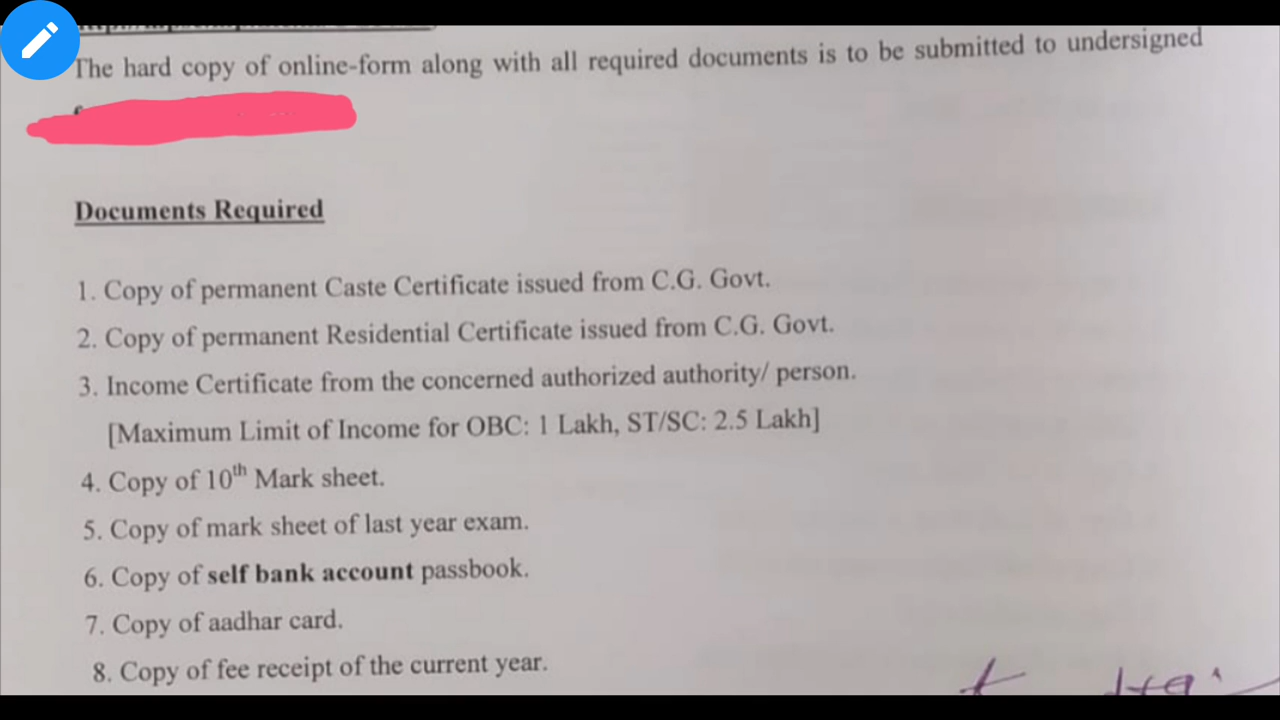 The hard copy of online-form along with all required documents is to be submitted to undersigned
Documents Required
1. Copy of permanent Caste Certificate issued from C.G. Govt.
2. Copy of permanent Residential Certificate issued from C.G. Govt.
3. Income Certificate from the concerned authorized authority/ person.
[Maximum Limit of Income for OBC: 1 Lakh, ST/SC: 2.5 Lakh]
4. Copy of 10th Mark sheet.
5. Copy of mark sheet of last year exam.
6. Copy of self bank account passbook.
7. Copy of aadhar card.
8. Copy of fee receipt of the current year.